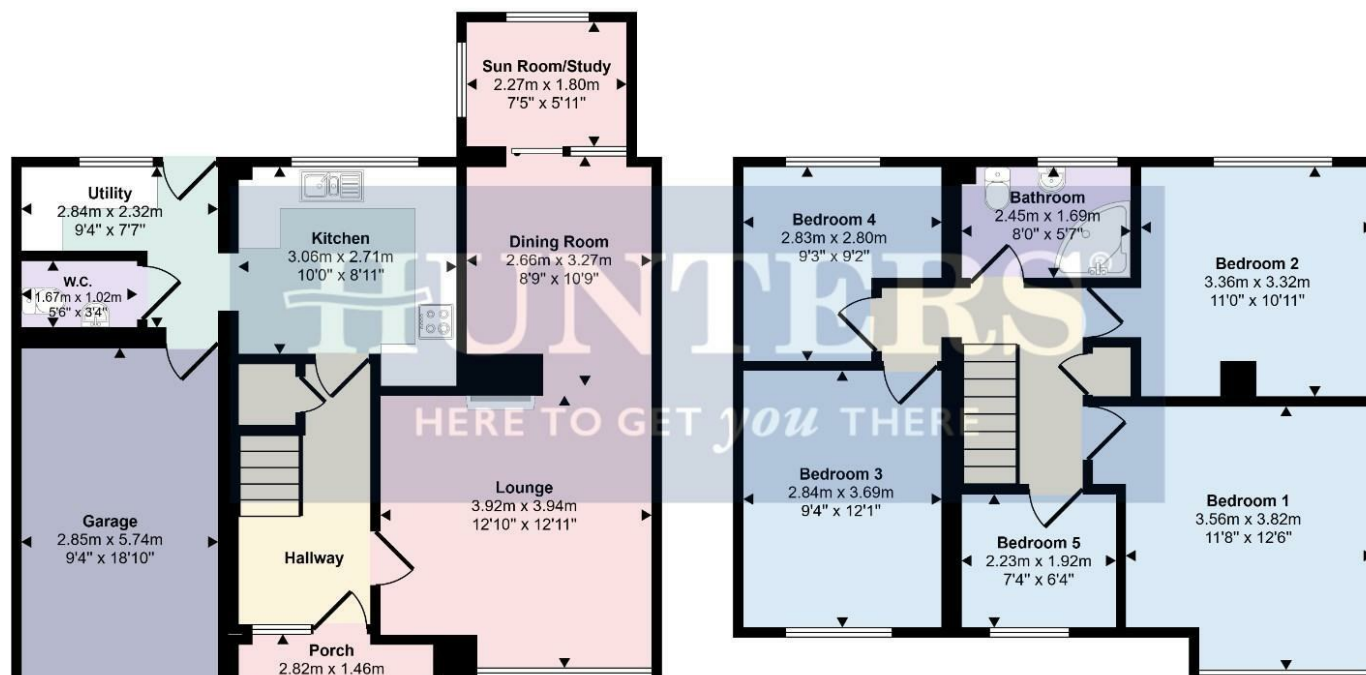 Sun Room/Study
2.27m x 1.80m
7'5" x 5'11"
Utility
2.84m x 2.32m
9'4" x 7'7"
Kitchen
3.06m x 2.71m
10'0" x 8'11"
Dining Room
2.66m x 3.27m
8'9" x 10'9"
W.C.
1.67m x 1.02m
5'6" x 3'4"
Garage
2.85m x 5.74m
9'4" x 18'10"
Hallway
Lounge
3.92m x 3.94m
12'10" x 12'11"
Porch
2.82m x 1.46m
Bedroom 4
2.83m x 2.80m
9'3" x 9'2"
Bathroom
2.45m x 1.69m
8'0" x 5'7"
Bedroom 2
3.36m x 3.32m
11'0" x 10'11"
Bedroom 3
2.84m x 3.69m
9'4" x 12'1"
Bedroom 5
2.23m x 1.92m
7'4" x 6'4"
Bedroom 1
3.56m x 3.82m
11'8" x 12'6"
HUNTERS®
HERE TO GET you THERE